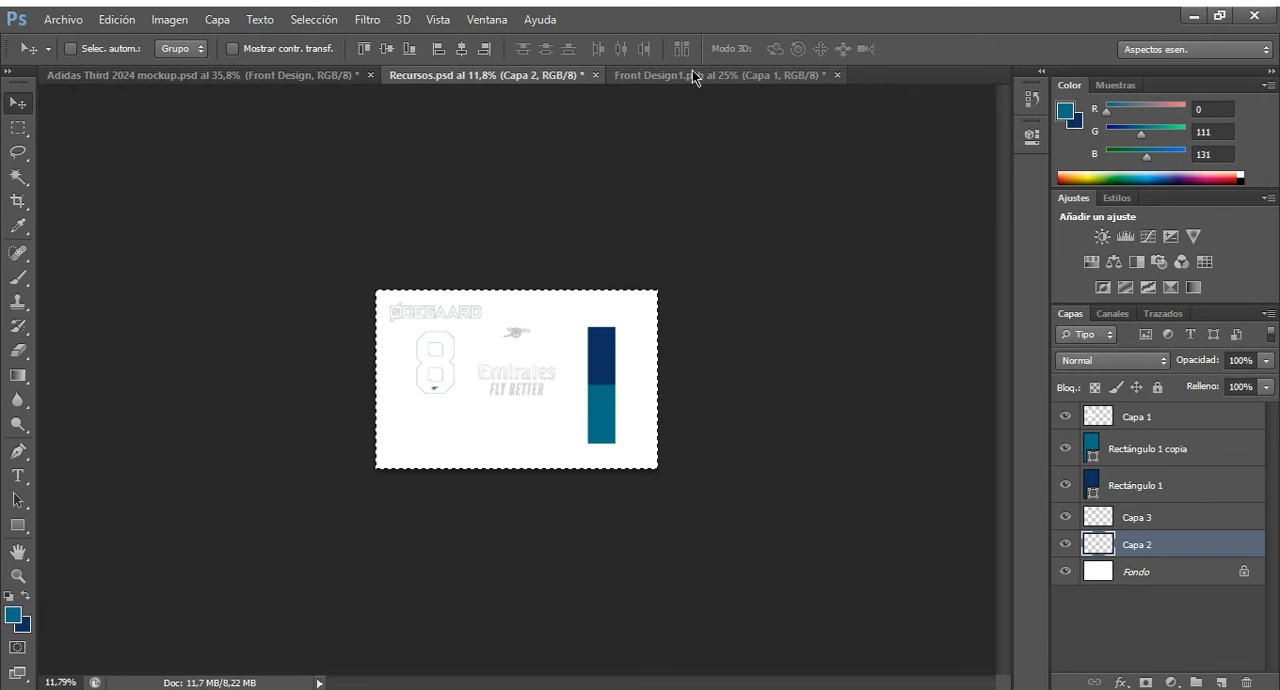 Ps Archivo Edición Imagen Capa Texto Selección Filtro 3D Vista Ventana Ayuda
Selec. autom.: Grupo Mostrar contr. transf. Modo 3D: Aspectos esen.
Adidas Third 2024 mockup.psd al 35,8% (Front Design, RGB/8) * × Recursos.psd al 11,8% (Capa 2, RGB/8) * × Front Design1.psb al 25% (Capa 1, RGB/8) * ×
Color Muestras
R 0
G 111
B 131
Ajustes Estilos
Añadir un ajuste
ØDEGAARD
8
Emirates
FLY BETTER
Capas Canales Trazados
Tipo
Normal Opacidad: 100%
Bloq.: Relleno: 100%
Capa 1
Rectángulo 1 copia
Rectángulo 1
Capa 3
Capa 2
Fondo
11,79% Doc: 11,7 MB/8,22 MB